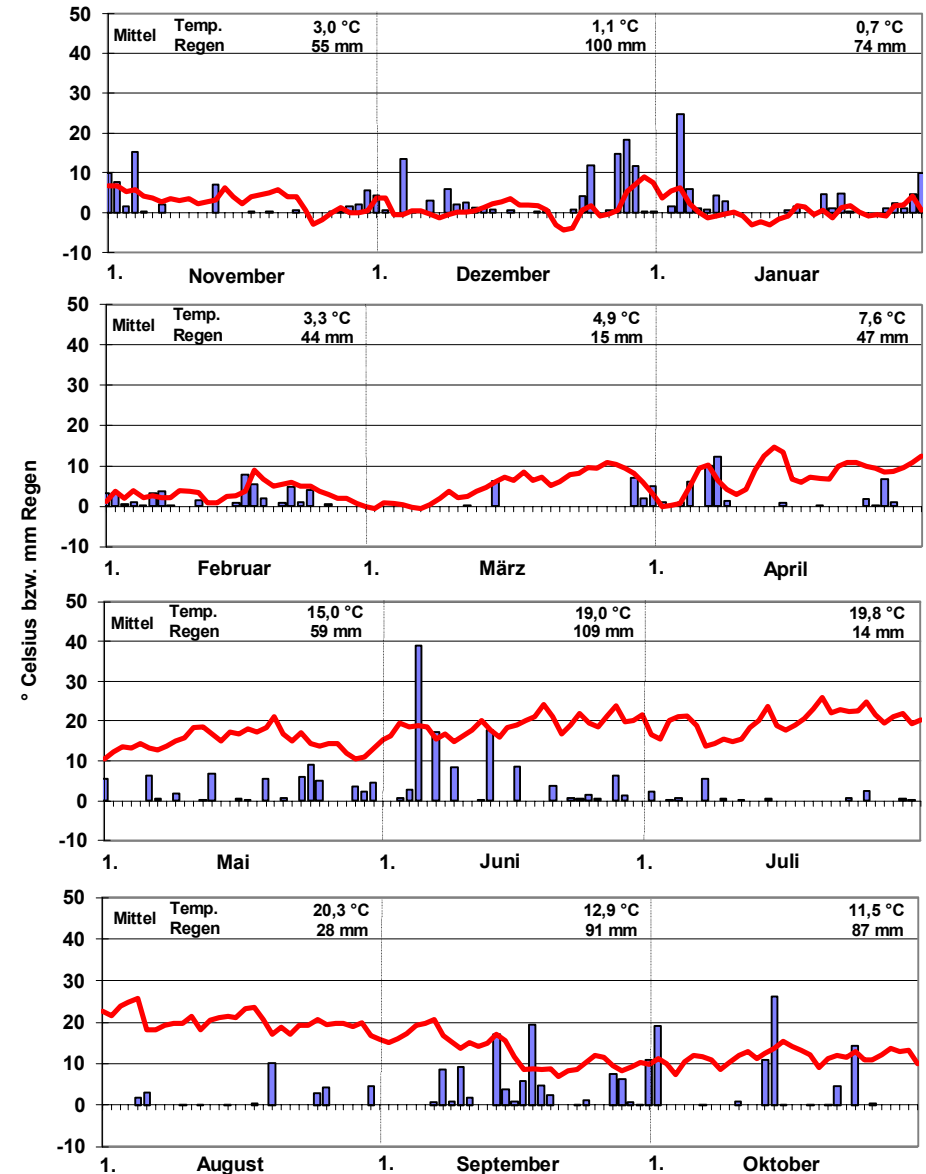 ° Celsius bzw. mm Regen
50
40
30
20
10
0
-10
Mittel Temp. 3,0 °C 1,1 °C 0,7 °C
Regen 55 mm 100 mm 74 mm
1. November 1. Dezember 1. Januar
50
40
30
20
10
0
-10
Mittel Temp. 3,3 °C 4,9 °C 7,6 °C
Regen 44 mm 15 mm 47 mm
1. Februar 1. März 1. April
50
40
30
20
10
0
-10
Mittel Temp. 15,0 °C 19,0 °C 19,8 °C
Regen 59 mm 109 mm 14 mm
1. Mai 1. Juni 1. Juli
50
40
30
20
10
0
-10
Mittel Temp. 20,3 °C 12,9 °C 11,5 °C
Regen 28 mm 91 mm 87 mm
1. August 1. September 1. Oktober